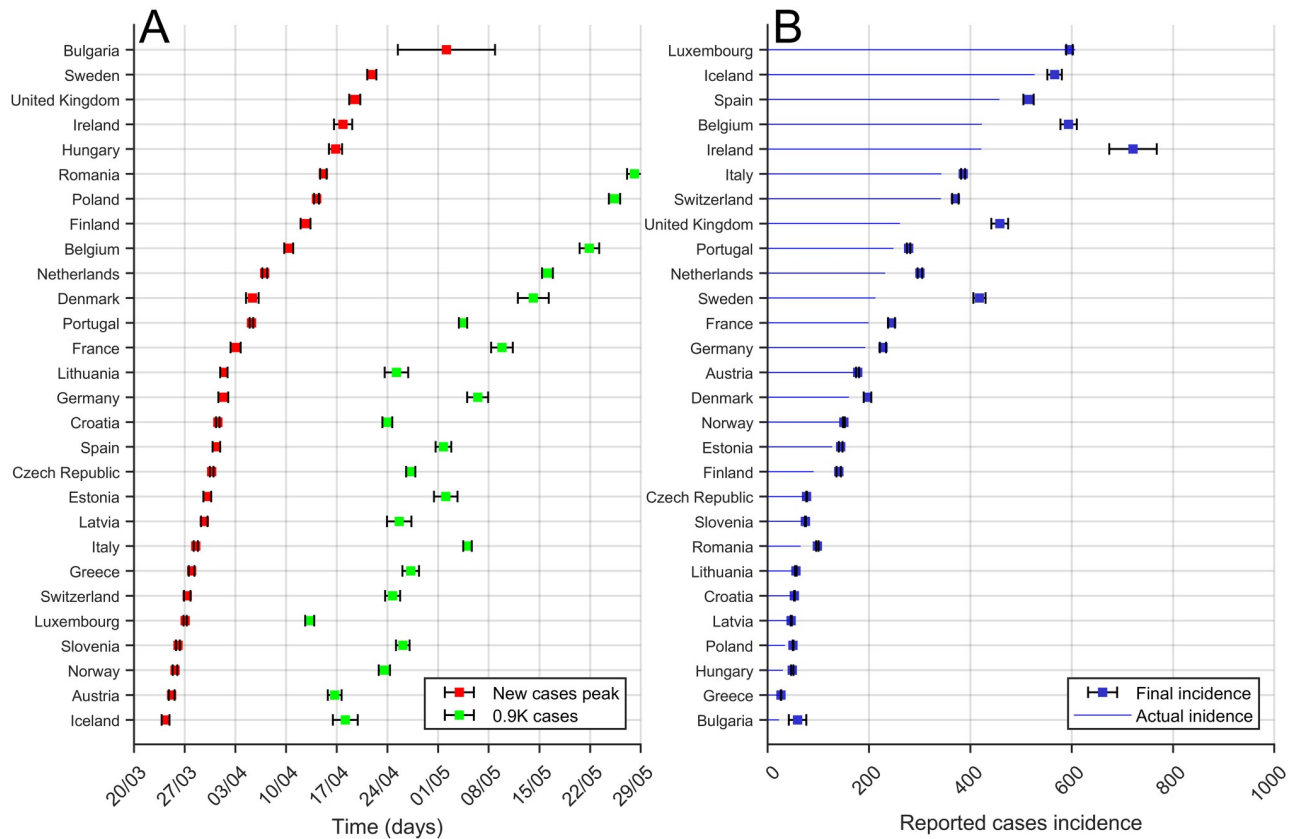 A
Bulgaria
Sweden
United Kingdom
Ireland
Hungary
Romania
Poland
Finland
Belgium
Netherlands
Denmark
Portugal
France
Lithuania
Germany
Croatia
Spain
Czech Republic
Estonia
Latvia
Italy
Greece
Switzerland
Luxembourg
Slovenia
Norway
Austria
Iceland
New cases peak
0.9K cases
20/03 27/03 03/04 10/04 17/04 24/04 01/05 08/05 15/05 22/05 29/05
Time (days)
B
Luxembourg
Iceland
Spain
Belgium
Ireland
Italy
Switzerland
United Kingdom
Portugal
Netherlands
Sweden
France
Germany
Austria
Denmark
Norway
Estonia
Finland
Czech Republic
Slovenia
Romania
Lithuania
Croatia
Latvia
Poland
Hungary
Greece
Bulgaria
Final incidence
Actual inidence
0 200 400 600 800 1000
Reported cases incidence